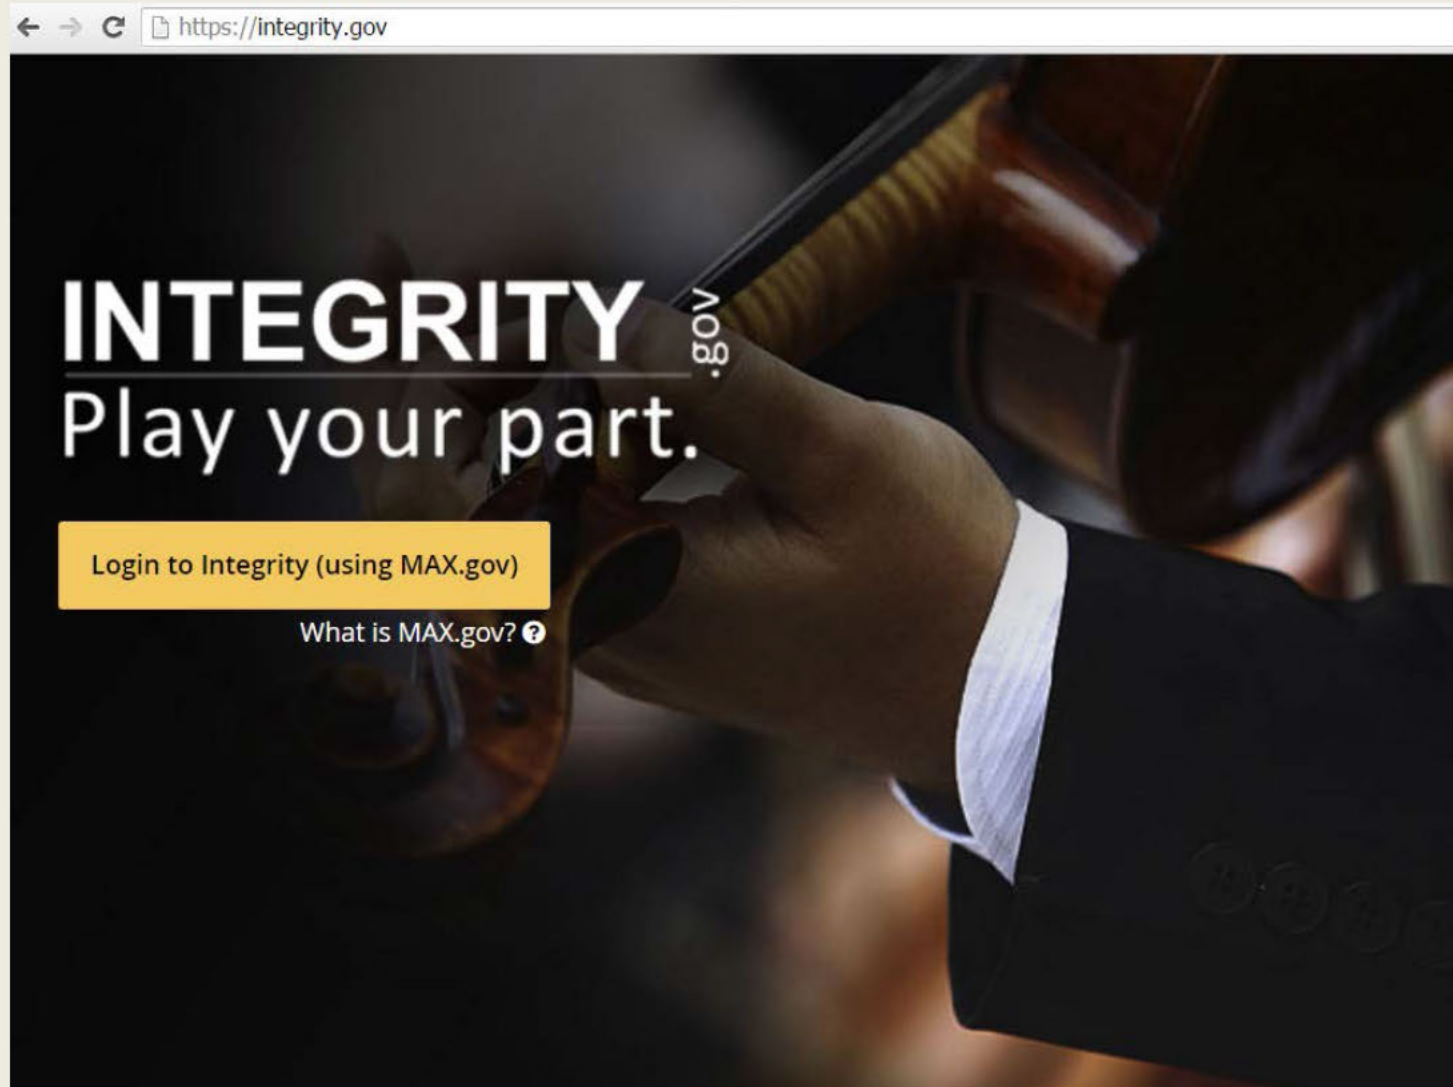 https://integrity.gov
INTEGRITY .gov
Play your part.
Login to Integrity (using MAX.gov)
What is MAX.gov? ?